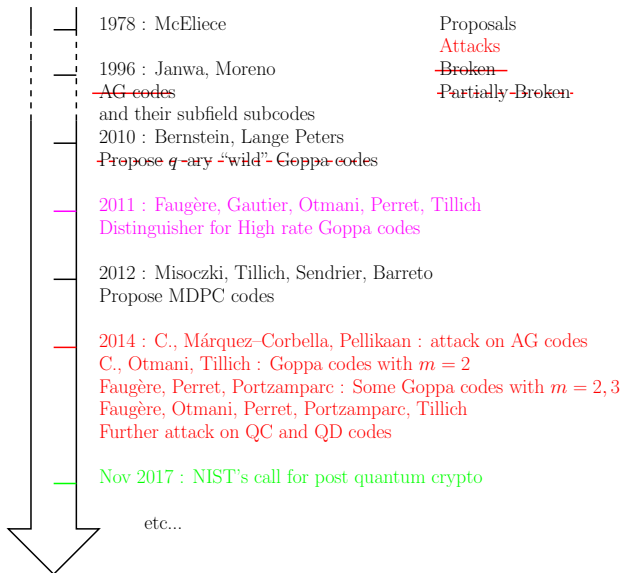 1978 : McEliece
Proposals
Attacks
1996 : Janwa, Moreno
Broken
AG codes
Partially Broken
and their subfield subcodes
2010 : Bernstein, Lange Peters
Propose q-ary “wild” Goppa codes
2011 : Faugère, Gautier, Otmani, Perret, Tillich
Distinguisher for High rate Goppa codes
2012 : Misoczki, Tillich, Sendrier, Barreto
Propose MDPC codes
2014 : C., Márquez–Corbella, Pellikaan : attack on AG codes
C., Otmani, Tillich : Goppa codes with m = 2
Faugère, Perret, Portzamparc : Some Goppa codes with m = 2, 3
Faugère, Otmani, Perret, Portzamparc, Tillich
Further attack on QC and QD codes
Nov 2017 : NIST's call for post quantum crypto
etc...